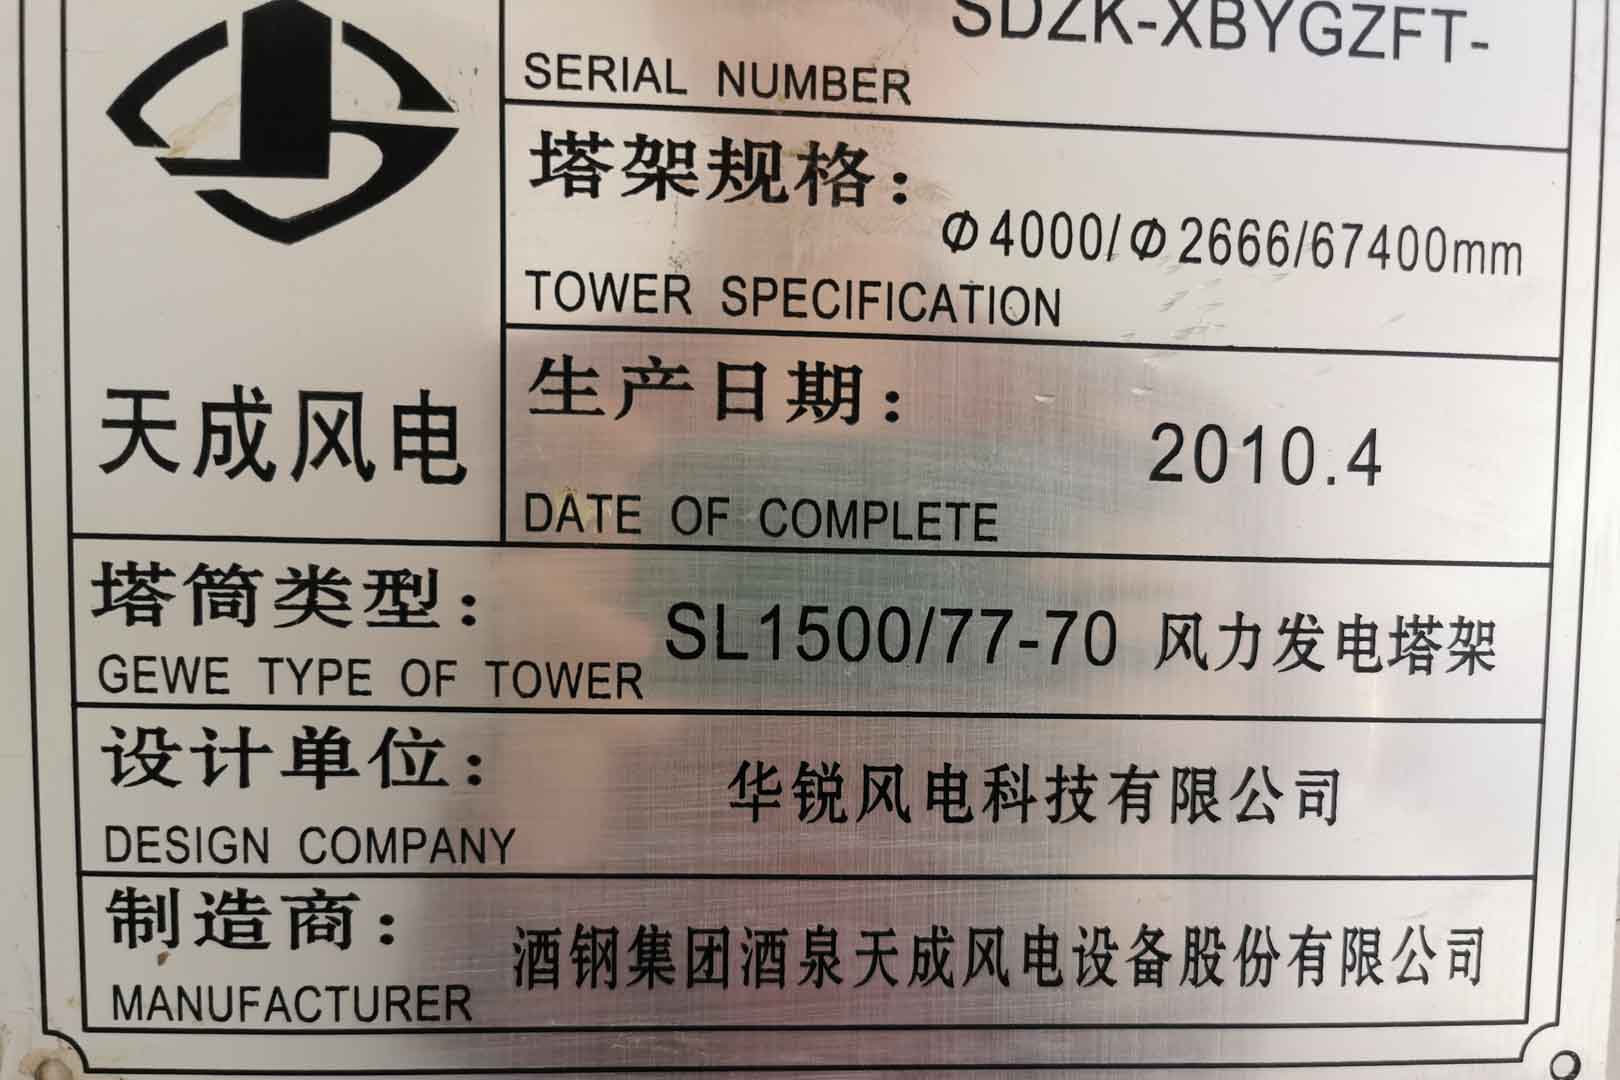 SDZK-XBYGZFT-
SERIAL NUMBER
塔架规格:
Φ4000/Φ2666/67400mm
TOWER SPECIFICATION
天成风电
生产日期:
2010.4
DATE OF COMPLETE
塔筒类型:
SL1500/77-70 风力发电塔架
GEWE TYPE OF TOWER
设计单位:
华锐风电科技有限公司
DESIGN COMPANY
制造商:
酒钢集团酒泉天成风电设备股份有限公司
MANUFACTURER